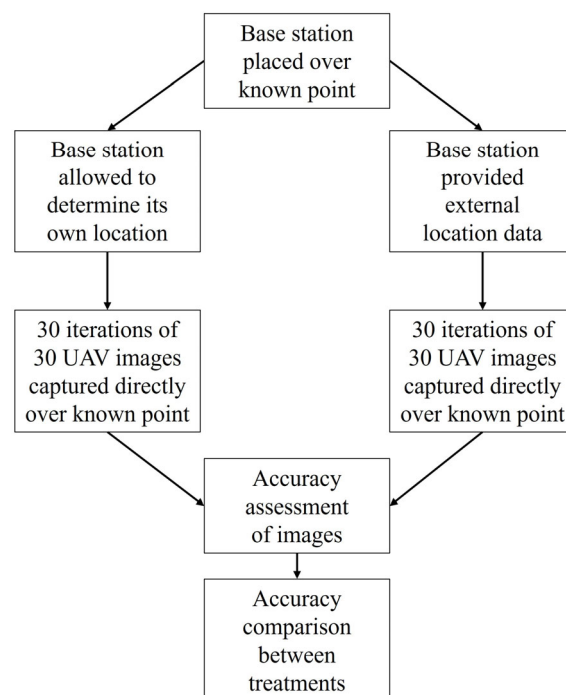 Base station
placed over
known point
Base station
allowed to
determine its
own location
Base station
provided
external
location data
30 iterations of
30 UAV images
captured directly
over known point
30 iterations of
30 UAV images
captured directly
over known point
Accuracy
assessment
of images
Accuracy
comparison
between
treatments